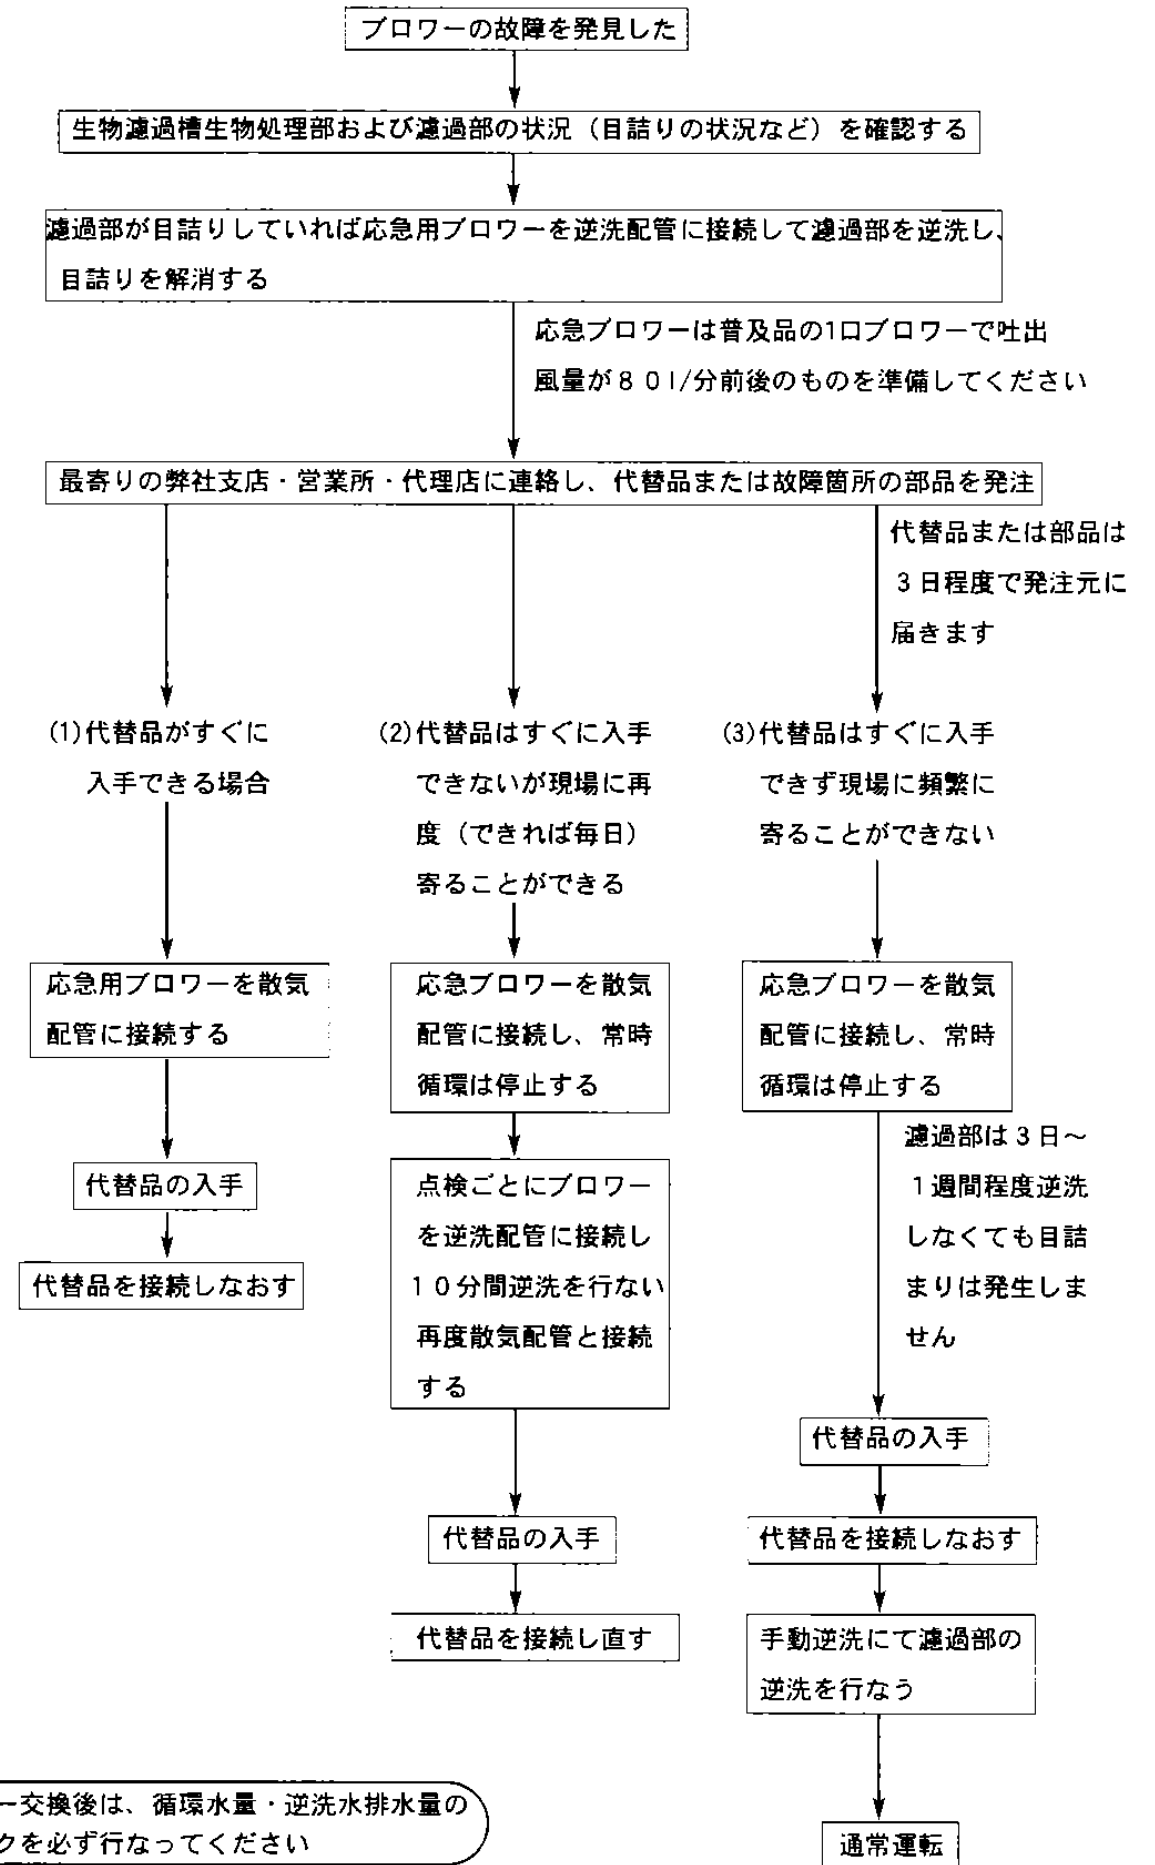 ブロワーの故障を発見した
生物濾過槽生物処理部および濾過部の状況（目詰りの状況など）を確認する
濾過部が目詰りしていれば応急用ブロワーを逆洗配管に接続して濾過部を逆洗し、
目詰りを解消する
応急ブロワーは普及品の1口ブロワーで吐出
風量が８０l/分前後のものを準備してください
最寄りの弊社支店・営業所・代理店に連絡し、代替品または故障箇所の部品を発注
代替品または部品は
３日程度で発注元に
届きます
(1)代替品がすぐに
入手できる場合
応急用ブロワーを散気
配管に接続する
代替品の入手
代替品を接続しなおす
(2)代替品はすぐに入手
できないが現場に再
度（できれば毎日）
寄ることができる
応急ブロワーを散気
配管に接続し、常時
循環は停止する
点検ごとにブロワー
を逆洗配管に接続し
１０分間逆洗を行ない
再度散気配管と接続
する
代替品の入手
代替品を接続し直す
(3)代替品はすぐに入手
できず現場に頻繁に
寄ることができない
応急ブロワーを散気
配管に接続し、常時
循環は停止する
濾過部は３日～
１週間程度逆洗
しなくても目詰
まりは発生しま
せん
代替品の入手
代替品を接続しなおす
手動逆洗にて濾過部の
逆洗を行なう
通常運転
ー交換後は、循環水量・逆洗水排水量の
クを必ず行なってください